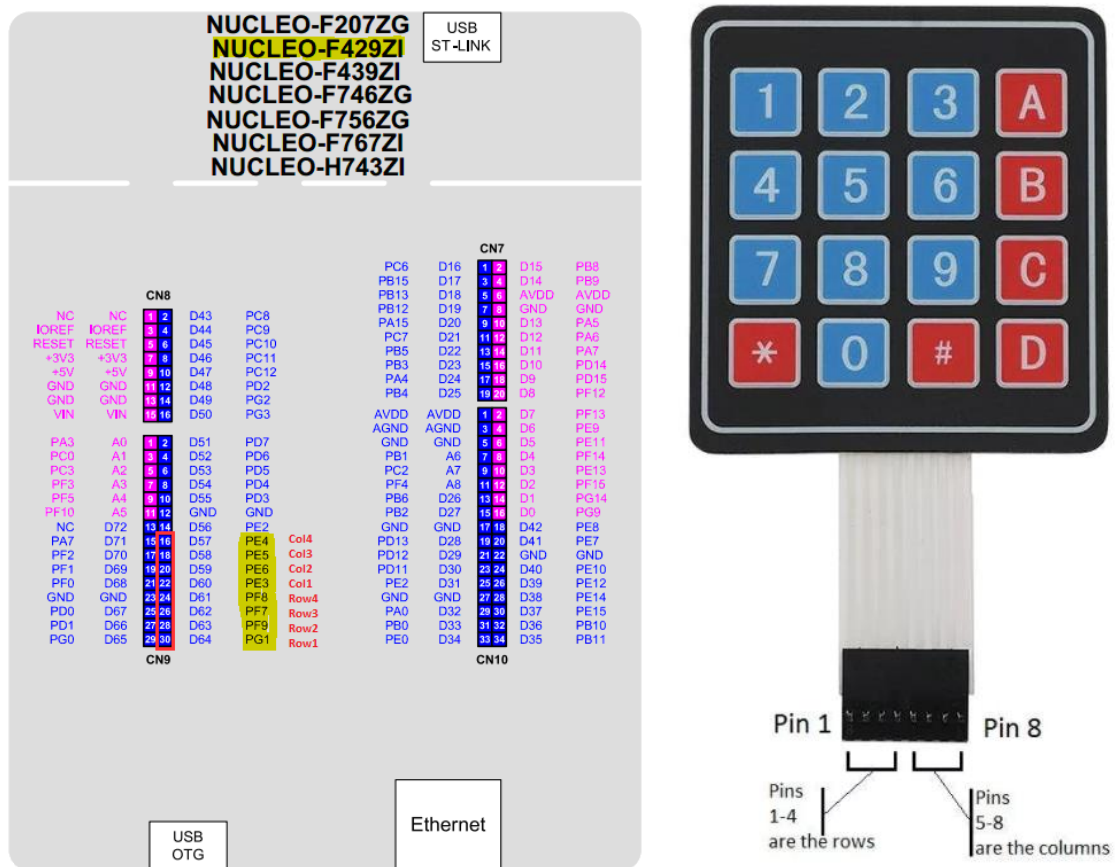 NUCLEO-F207ZG
NUCLEO-F429ZI
NUCLEO-F439ZI
NUCLEO-F746ZG
NUCLEO-F756ZG
NUCLEO-F767ZI
NUCLEO-H743ZI
USB
ST-LINK
CN8
NC NC 1 2 D43 PC8
IOREF IOREF 3 4 D44 PC9
RESET RESET 5 6 D45 PC10
+3V3 +3V3 7 8 D46 PC11
+5V +5V 9 10 D47 PC12
GND GND 11 12 D48 PD2
GND GND 13 14 D49 PG2
VIN VIN 15 16 D50 PG3
PA3 A0 1 2 D51 PD7
PC0 A1 3 4 D52 PD6
PC3 A2 5 6 D53 PD5
PF3 A3 7 8 D54 PD4
PF5 A4 9 10 D55 PD3
PF10 A5 11 12 GND GND
NC D72 13 14 D56 PE2
PA7 D71 15 16 D57 PE4 Col4
PF2 D70 17 18 D58 PE5 Col3
PF1 D69 19 20 D59 PE6 Col2
PF0 D68 21 22 D60 PE3 Col1
GND GND 23 24 D61 PF8 Row4
PD0 D67 25 26 D62 PF7 Row3
PD1 D66 27 28 D63 PF9 Row2
PG0 D65 29 30 D64 PG1 Row1
CN9
CN7
PC6 D16 1 2 D15 PB8
PB15 D17 3 4 D14 PB9
PB13 D18 5 6 AVDD AVDD
PB12 D19 7 8 GND GND
PA15 D20 9 10 D13 PA5
PC7 D21 11 12 D12 PA6
PB5 D22 13 14 D11 PA7
PB3 D23 15 16 D10 PD14
PA4 D24 17 18 D9 PD15
PB4 D25 19 20 D8 PF12
AVDD AVDD 1 2 D7 PF13
AGND AGND 3 4 D6 PE9
GND GND 5 6 D5 PE11
PB1 A6 7 8 D4 PF14
PC2 A7 9 10 D3 PE13
PF4 A8 11 12 D2 PF15
PB6 D26 13 14 D1 PG14
PB2 D27 15 16 D0 PG9
GND GND 17 18 D42 PE8
PD13 D28 19 20 D41 PE7
PD12 D29 21 22 GND GND
PD11 D30 23 24 D40 PE10
PE2 D31 25 26 D39 PE12
GND GND 27 28 D38 PE14
PA0 D32 29 30 D37 PE15
PB0 D33 31 32 D36 PB10
PE0 D34 33 34 D35 PB11
CN10
USB
OTG
Ethernet
1 2 3 A
4 5 6 B
7 8 9 C
* 0 # D
Pin 1
Pin 8
Pins
1-4
are the rows
Pins
5-8
are the columns